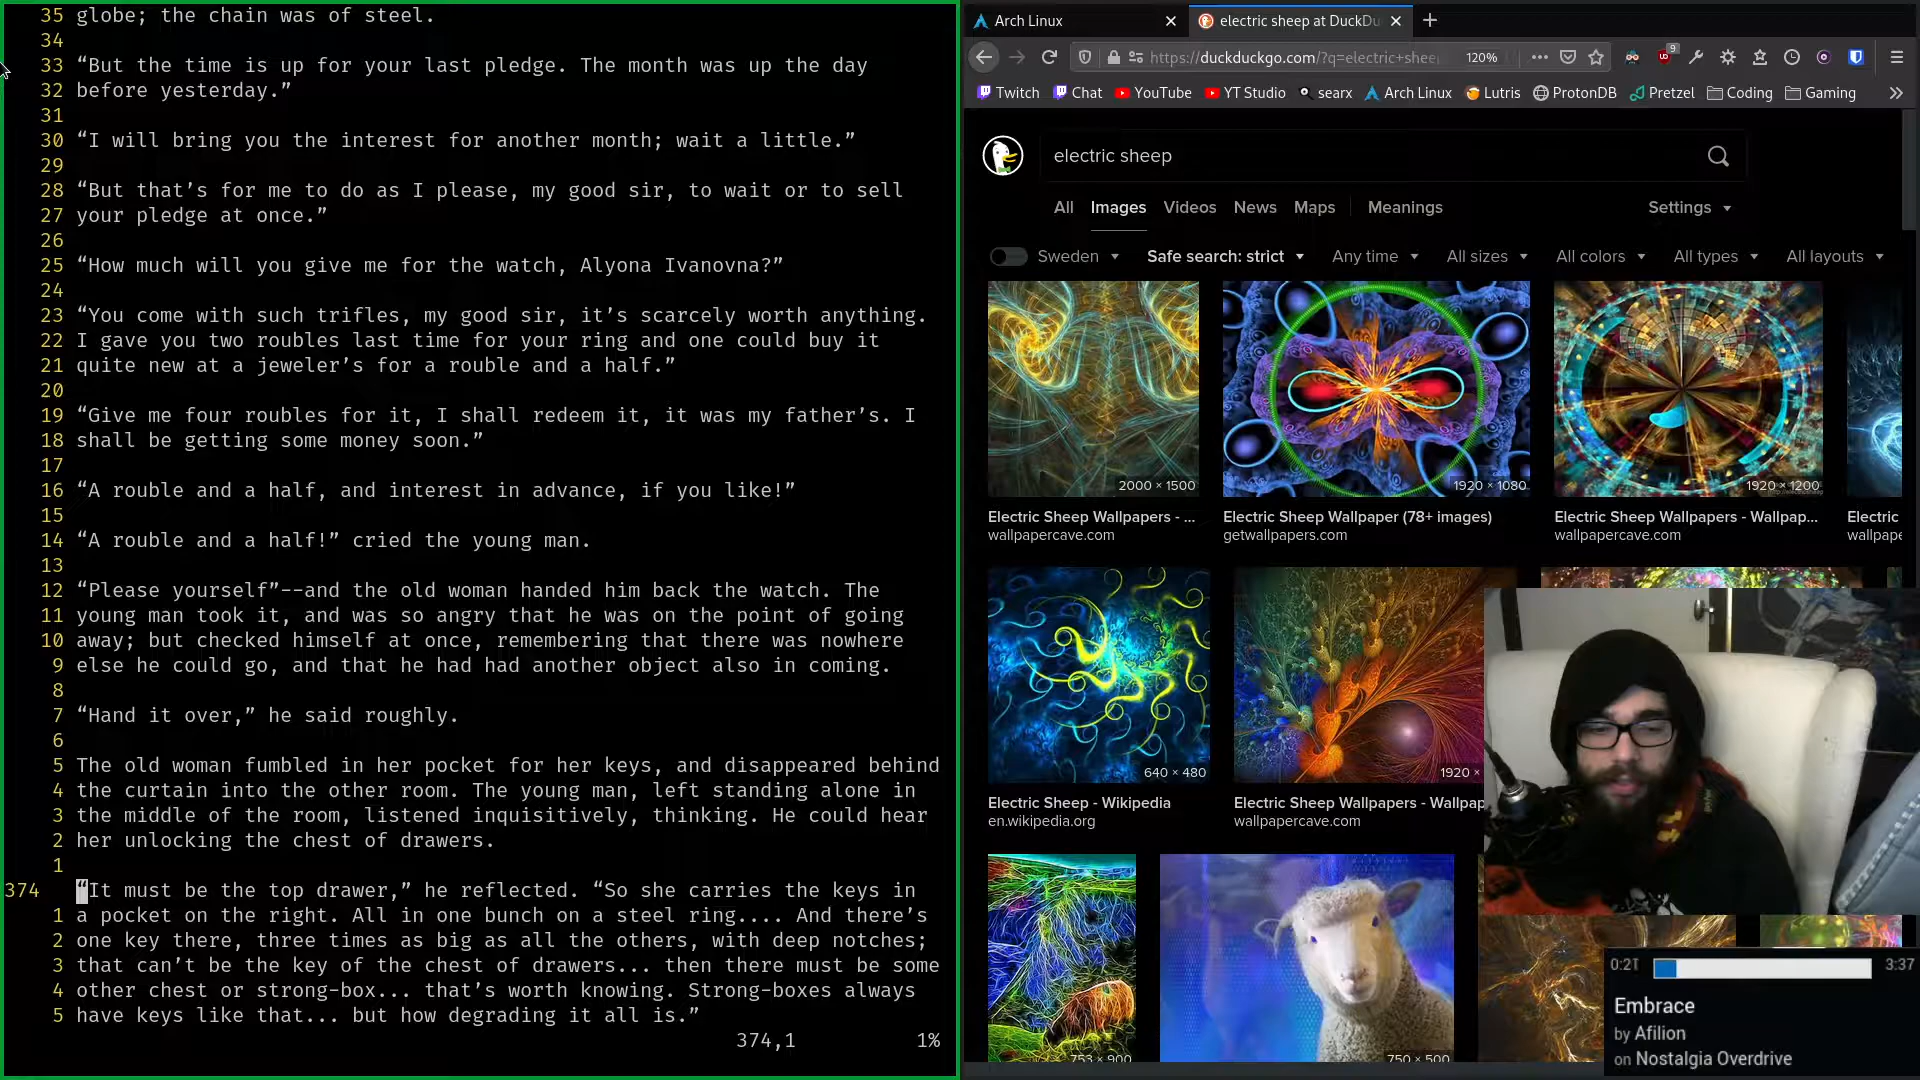 35 globe; the chain was of steel.
34
33 “But the time is up for your last pledge. The month was up the day
32 before yesterday.”
31
30 “I will bring you the interest for another month; wait a little.”
29
28 “But that’s for me to do as I please, my good sir, to wait or to sell
27 your pledge at once.”
26
25 “How much will you give me for the watch, Alyona Ivanovna?”
24
23 “You come with such trifles, my good sir, it’s scarcely worth anything.
22 I gave you two roubles last time for your ring and one could buy it
21 quite new at a jeweler’s for a rouble and a half.”
20
19 “Give me four roubles for it, I shall redeem it, it was my father’s. I
18 shall be getting some money soon.”
17
16 “A rouble and a half, and interest in advance, if you like!”
15
14 “A rouble and a half!” cried the young man.
13
12 “Please yourself”--and the old woman handed him back the watch. The
11 young man took it, and was so angry that he was on the point of going
10 away; but checked himself at once, remembering that there was nowhere
9 else he could go, and that he had had another object also in coming.
8
7 “Hand it over,” he said roughly.
6
5 The old woman fumbled in her pocket for her keys, and disappeared behind
4 the curtain into the other room. The young man, left standing alone in
3 the middle of the room, listened inquisitively, thinking. He could hear
2 her unlocking the chest of drawers.
1
374 “It must be the top drawer,” he reflected. “So she carries the keys in
1 a pocket on the right. All in one bunch on a steel ring.... And there’s
2 one key there, three times as big as all the others, with deep notches;
3 that can’t be the key of the chest of drawers... then there must be some
4 other chest or strong-box... that’s worth knowing. Strong-boxes always
5 have keys like that... but how degrading it all is.”
374,1 1%
Arch Linux electric sheep at DuckDu
https://duckduckgo.com/?q=electric+shee 120% 9
Twitch Chat YouTube YT Studio searx Arch Linux Lutris ProtonDB Pretzel Coding Gaming
electric sheep
All Images Videos News Maps Meanings Settings
Sweden Safe search: strict Any time All sizes All colors All types All layouts
2000 × 1500 1920 × 1080 1920 × 1200
Electric Sheep Wallpapers - ... Electric Sheep Wallpaper (78+ images) Electric Sheep Wallpapers - Wallpap... Electric
wallpapercave.com getwallpapers.com wallpapercave.com wallpape
640 × 480 1920 ×
Electric Sheep - Wikipedia Electric Sheep Wallpapers - Wallpap
en.wikipedia.org wallpapercave.com
753 × 900 750 × 500
0:21 3:37
Embrace
by Afilion
on Nostalgia Overdrive